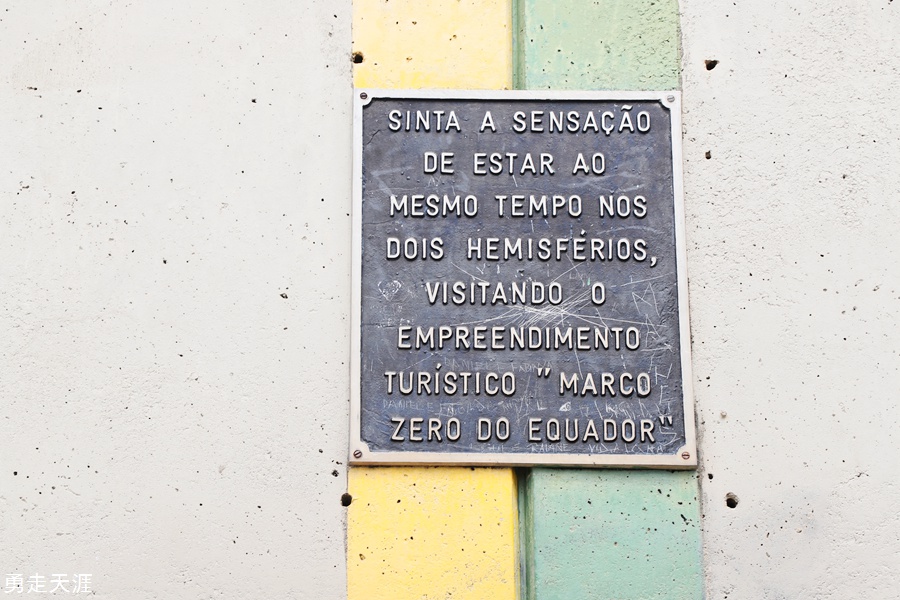 SINTA A SENSAÇÃO
DE ESTAR AO
MESMO TEMPO NOS
DOIS HEMISFÉRIOS,
VISITANDO O
EMPREENDIMENTO
TURÍSTICO "MARCO
ZERO DO EQUADOR"
勇走天涯